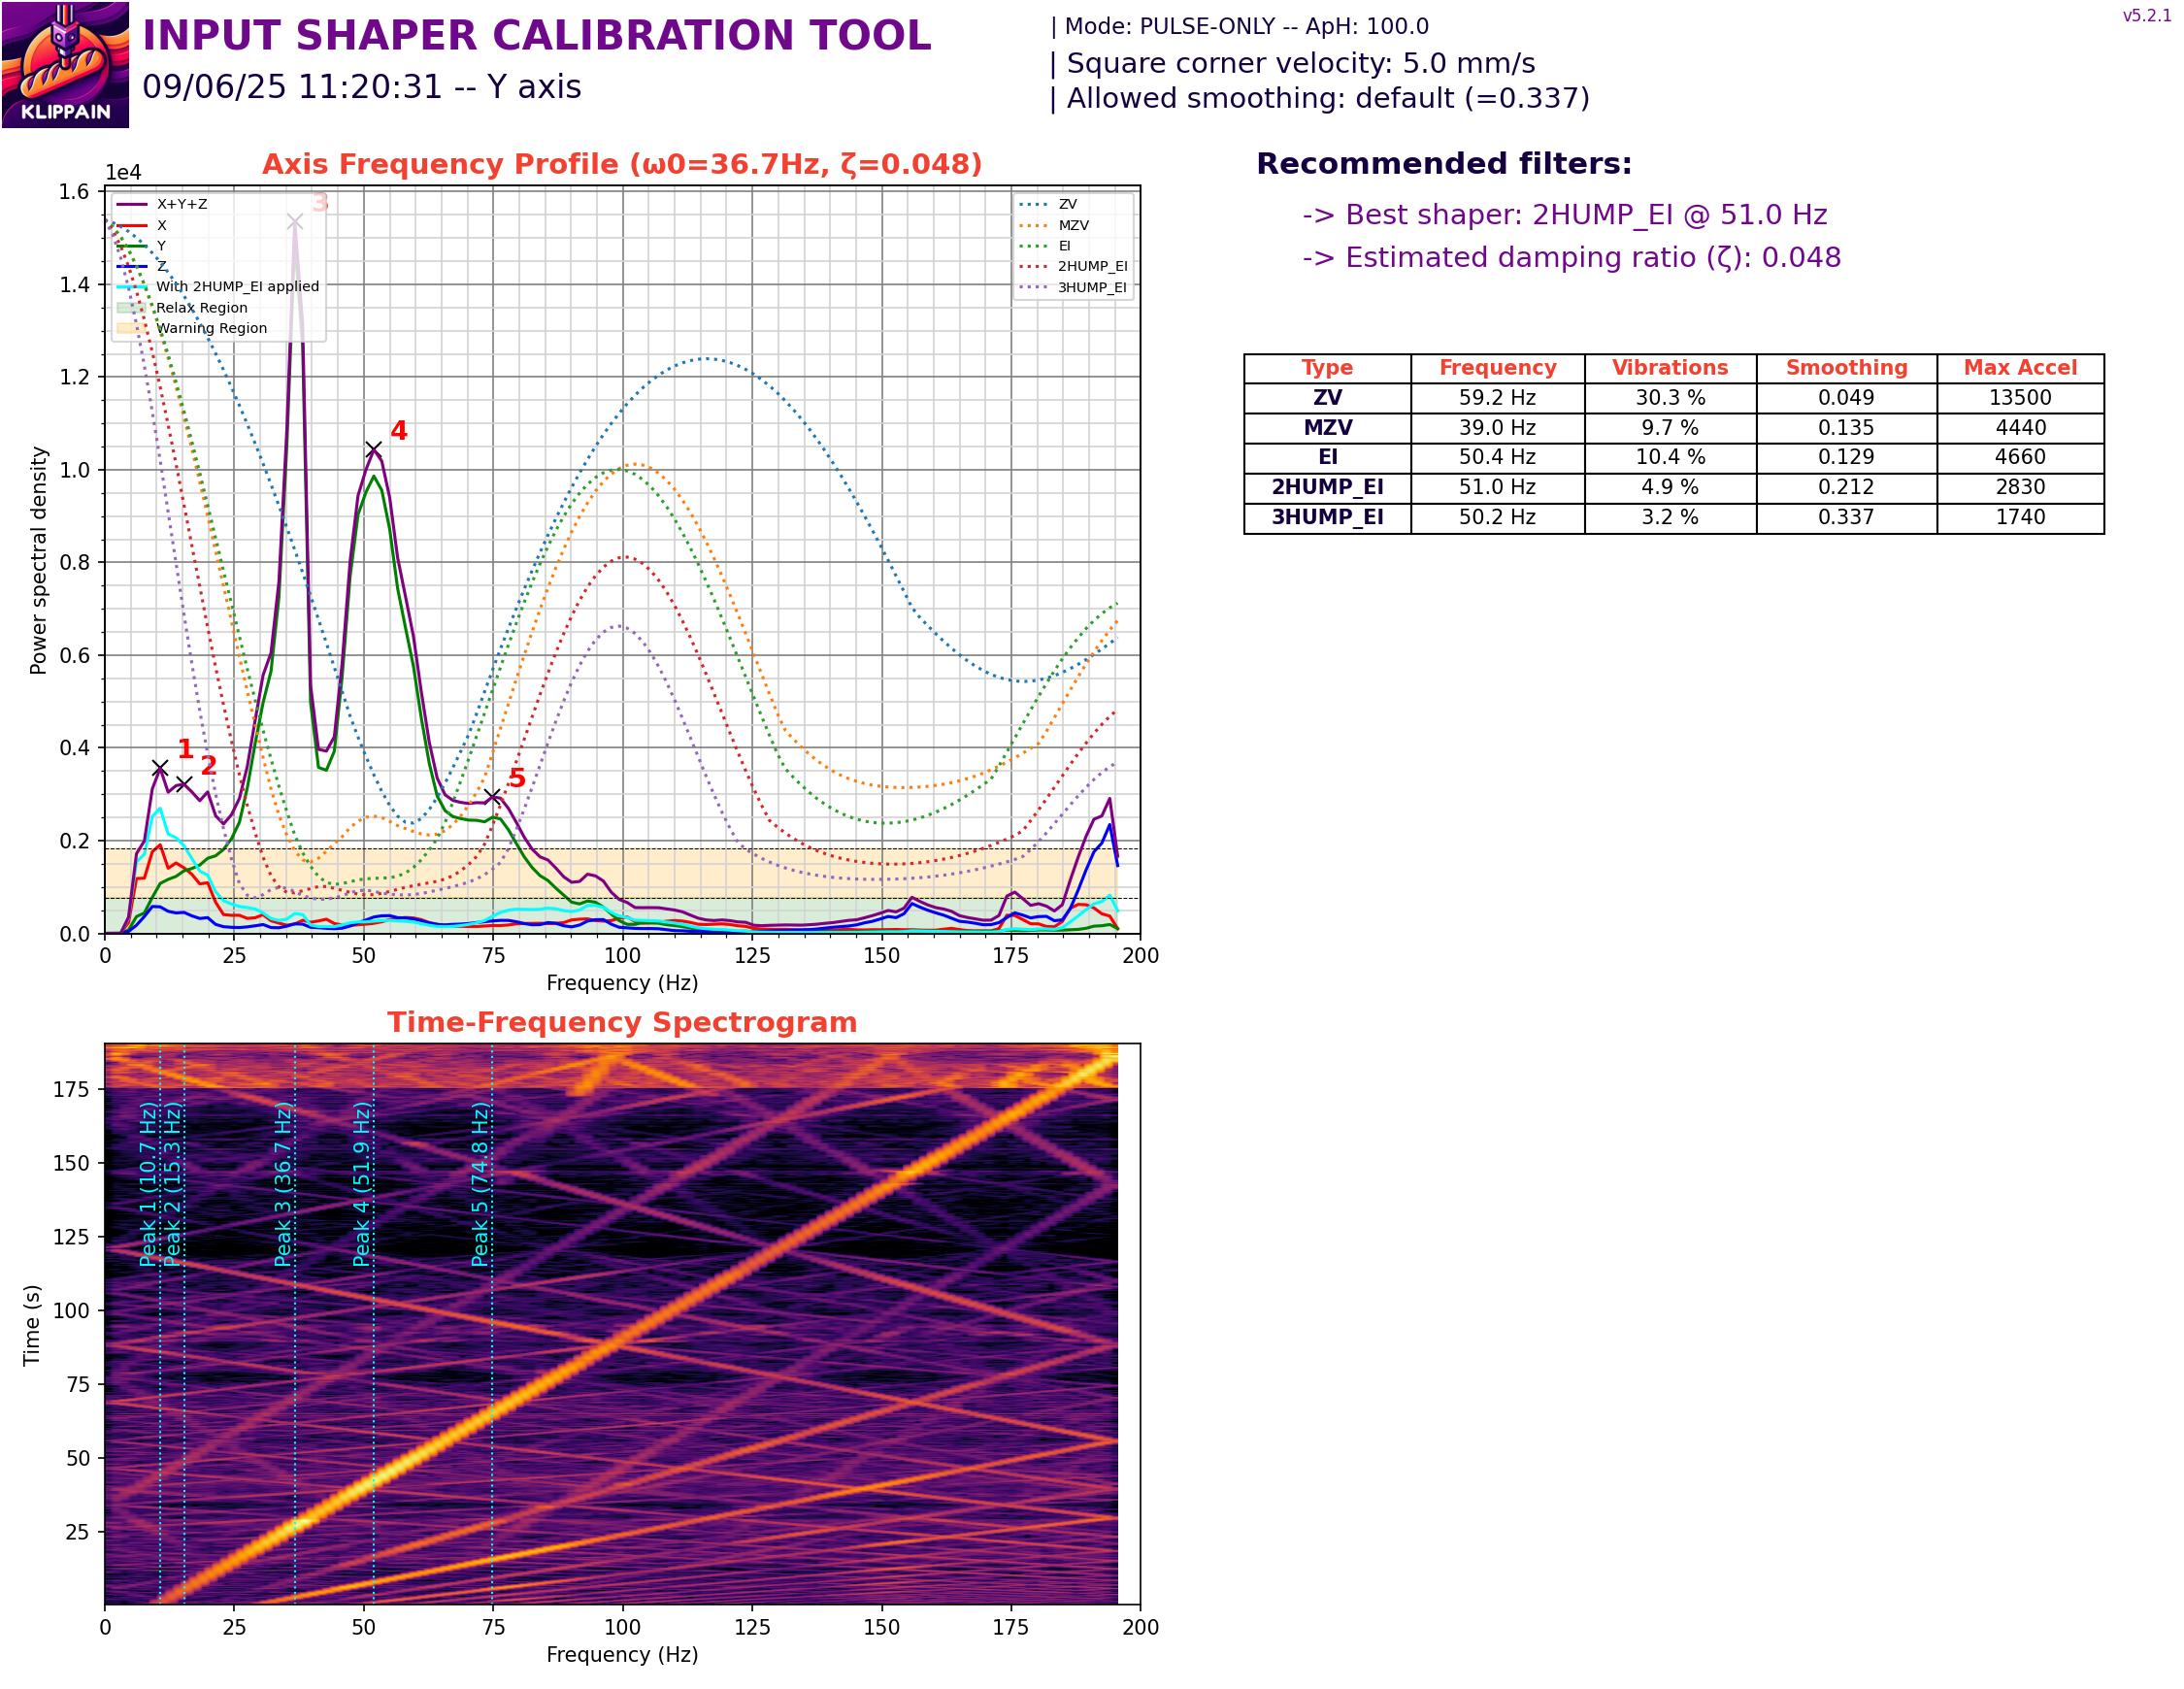 KLIPPAIN
INPUT SHAPER CALIBRATION TOOL
09/06/25 11:20:31 -- Y axis
| Mode: PULSE-ONLY -- ApH: 100.0
| Square corner velocity: 5.0 mm/s
| Allowed smoothing: default (=0.337)
v5.2.1
Axis Frequency Profile (ω0=36.7Hz, ζ=0.048)
1e4
1.6
1.4
1.2
1.0
0.8
0.6
0.4
0.2
0.0
Power spectral density
X+Y+Z
X
Y
Z
With 2HUMP_EI applied
Relax Region
Warning Region
ZV
MZV
EI
2HUMP_EI
3HUMP_EI
1
2
3
4
5
0 25 50 75 100 125 150 175 200
Frequency (Hz)
Recommended filters:
-> Best shaper: 2HUMP_EI @ 51.0 Hz
-> Estimated damping ratio (ζ): 0.048
Type Frequency Vibrations Smoothing Max Accel
ZV 59.2 Hz 30.3 % 0.049 13500
MZV 39.0 Hz 9.7 % 0.135 4440
EI 50.4 Hz 10.4 % 0.129 4660
2HUMP_EI 51.0 Hz 4.9 % 0.212 2830
3HUMP_EI 50.2 Hz 3.2 % 0.337 1740
Time-Frequency Spectrogram
175
150
125
100
75
50
25
Time (s)
Peak 1 (10.7 Hz)
Peak 2 (15.3 Hz)
Peak 3 (36.7 Hz)
Peak 4 (51.9 Hz)
Peak 5 (74.8 Hz)
0 25 50 75 100 125 150 175 200
Frequency (Hz)